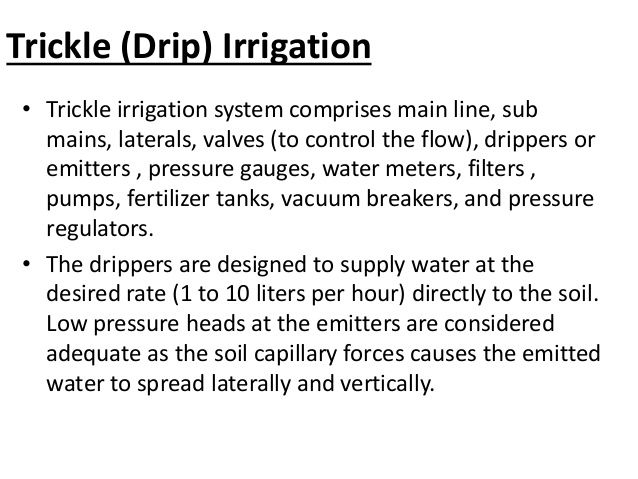 Trickle (Drip) Irrigation
• Trickle irrigation system comprises main line, sub
mains, laterals, valves (to control the flow), drippers or
emitters , pressure gauges, water meters, filters ,
pumps, fertilizer tanks, vacuum breakers, and pressure
regulators.
• The drippers are designed to supply water at the
desired rate (1 to 10 liters per hour) directly to the soil.
Low pressure heads at the emitters are considered
adequate as the soil capillary forces causes the emitted
water to spread laterally and vertically.